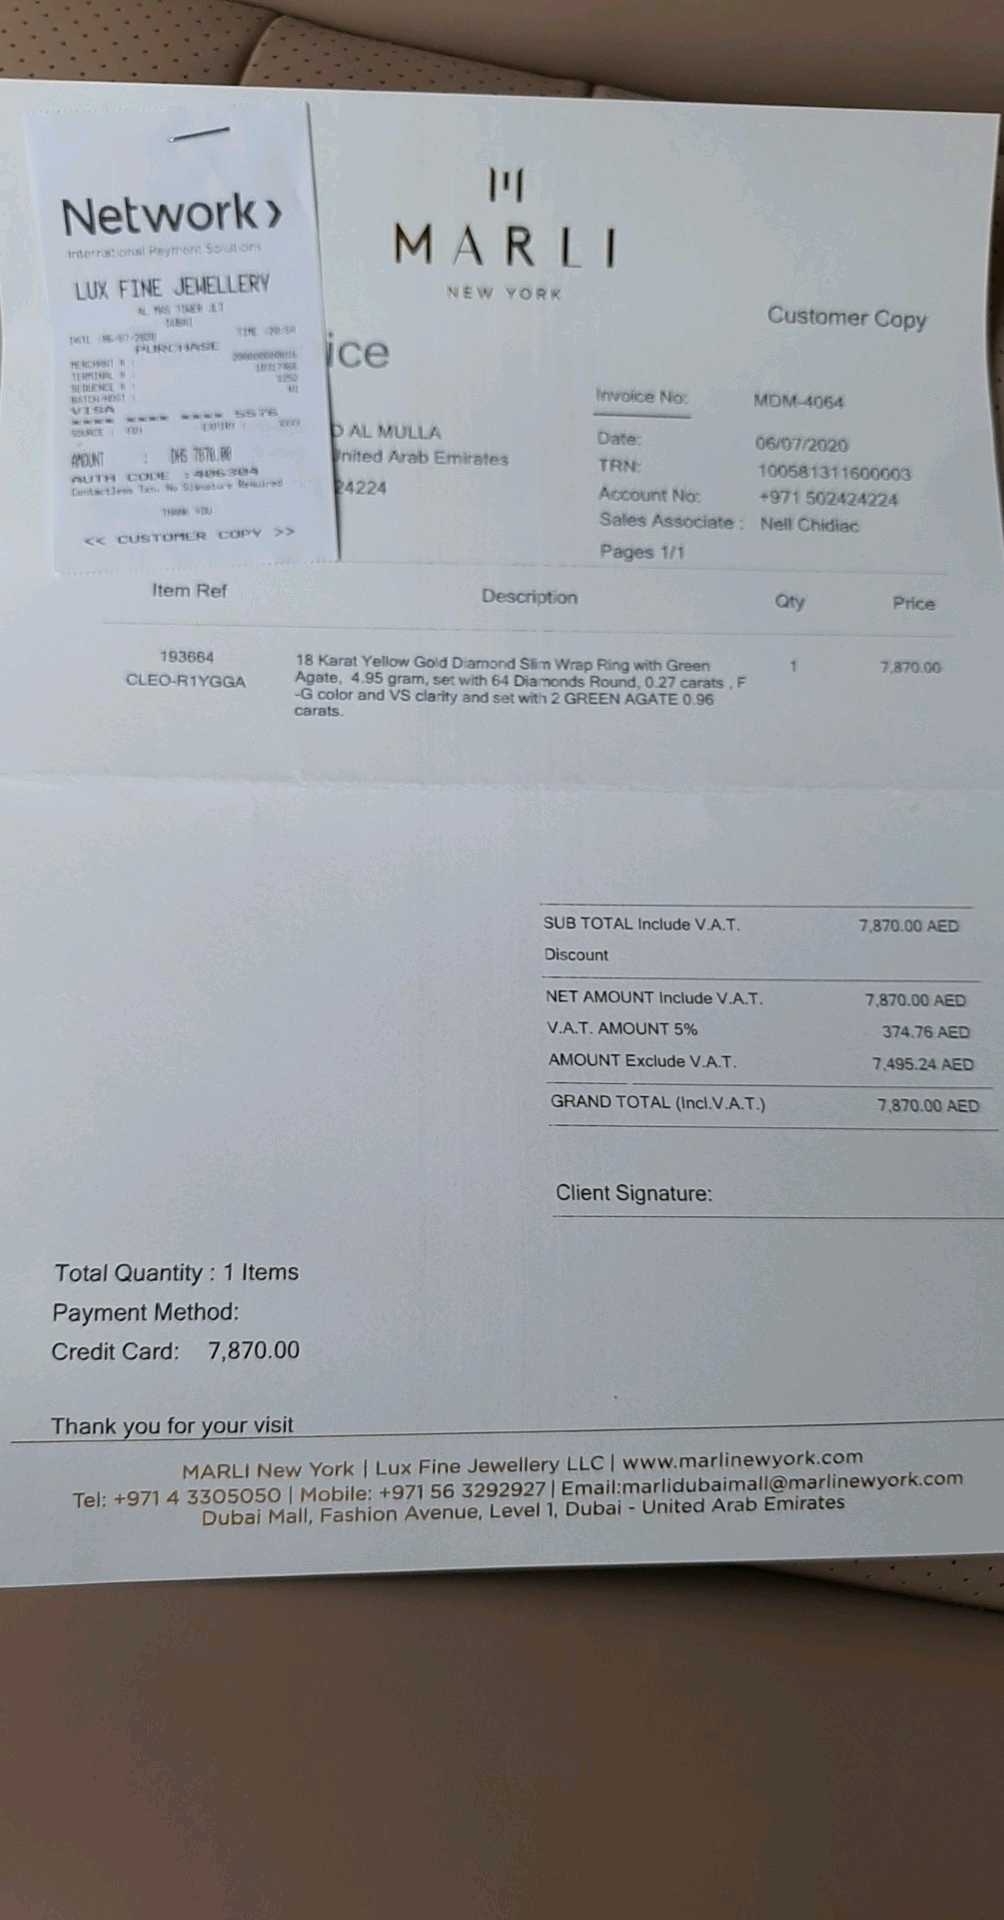 Network›
International Payment Solutions
LUX FINE JEWELLERY
AL MAS TOWER JLT
DUBAI
DATE :06/07/2020 TIME :20:58
PURCHASE
MERCHANT # :
TERMINAL # :
SEQUENCE # :
BATCH/HOST :
VISA
**** **** **** 5576
SOURCE : EXPIRY :
AMOUNT : DHS 7870.00
AUTH CODE :406304
Contactless Txn. No Signature Required
THANK YOU
<< CUSTOMER COPY >>
MARLI
NEW YORK
Customer Copy
ice
D AL MULLA
United Arab Emirates
24224
Invoice No: MDM-4064
Date: 06/07/2020
TRN: 100581311600003
Account No: +971 502424224
Sales Associate : Nell Chidiac
Pages 1/1
Item Ref Description Qty Price
193664
CLEO-R1YGGA
18 Karat Yellow Gold Diamond Slim Wrap Ring with Green
Agate, 4.95 gram, set with 64 Diamonds Round, 0.27 carats , F
-G color and VS clarity and set with 2 GREEN AGATE 0.96
carats.
1 7,870.00
SUB TOTAL Include V.A.T. 7,870.00 AED
Discount
NET AMOUNT Include V.A.T. 7,870.00 AED
V.A.T. AMOUNT 5% 374.76 AED
AMOUNT Exclude V.A.T. 7,495.24 AED
GRAND TOTAL (Incl.V.A.T.) 7,870.00 AED
Client Signature:
Total Quantity : 1 Items
Payment Method:
Credit Card: 7,870.00
Thank you for your visit
MARLI New York | Lux Fine Jewellery LLC | www.marlinewyork.com
Tel: +971 4 3305050 | Mobile: +971 56 3292927 | Email:marlidubaimall@marlinewyork.com
Dubai Mall, Fashion Avenue, Level 1, Dubai - United Arab Emirates